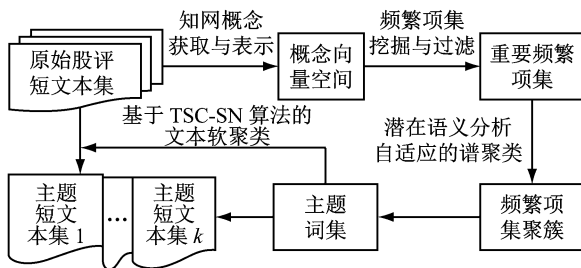 原始股评
短文本集
知网概念
获取与表示
概念向
量空间
频繁项集
挖掘与过滤
重要频繁
项集
基于 TSC-SN 算法的
文本软聚类
潜在语义分析
自适应的谱聚类
主题
短文
本集 1
...
主题
短文
本集 k
主题
词集
频繁项
集聚簇